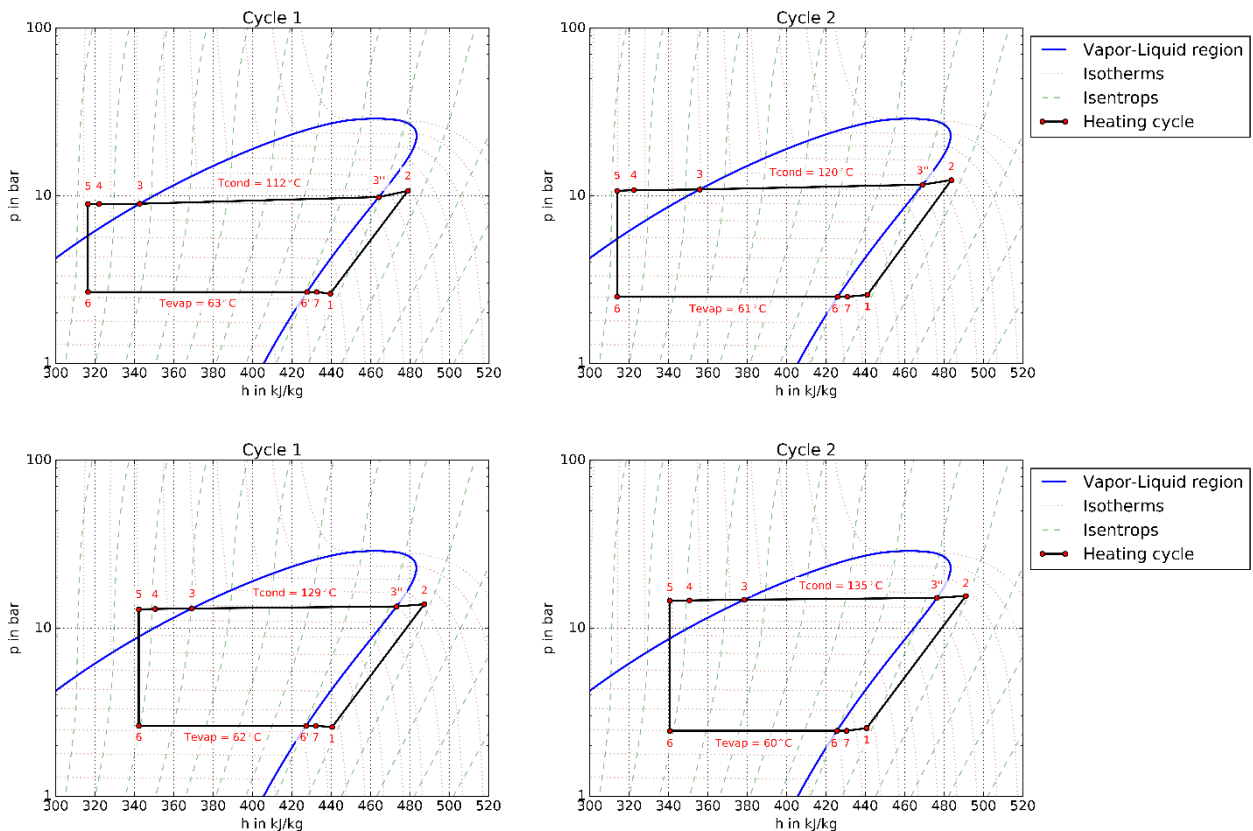 Cycle 1
100
10
1
p in bar
5 4 3 Tcond = 112°C 3'' 2
6 Tevap = 63°C 6' 7 1
300 320 340 360 380 400 420 440 460 480 500 520
h in kJ/kg
Cycle 2
100
10
1
p in bar
5 4 3 Tcond = 120°C 3'' 2
6 Tevap = 61°C 6 7 1
300 320 340 360 380 400 420 440 460 480 500 520
h in kJ/kg
Vapor-Liquid region
Isotherms
Isentrops
Heating cycle
Cycle 1
100
10
1
p in bar
5 4 3 Tcond = 129°C 3'' 2
6 Tevap = 62°C 6' 7 1
300 320 340 360 380 400 420 440 460 480 500 520
h in kJ/kg
Cycle 2
100
10
1
p in bar
5 4 3 Tcond = 135°C 3'' 2
6 Tevap = 60°C 6 7 1
300 320 340 360 380 400 420 440 460 480 500 520
h in kJ/kg
Vapor-Liquid region
Isotherms
Isentrops
Heating cycle